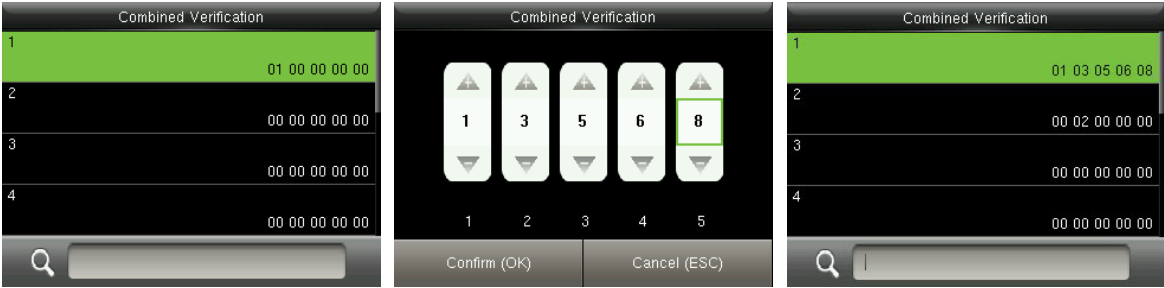 Combined Verification
1
01 00 00 00 00
2
00 00 00 00 00
3
00 00 00 00 00
4
00 00 00 00 00
Combined Verification
1 3 5 6 8
1 2 3 4 5
Confirm (OK) Cancel (ESC)
Combined Verification
1
01 03 05 06 08
2
00 02 00 00 00
3
00 00 00 00 00
4
00 00 00 00 00